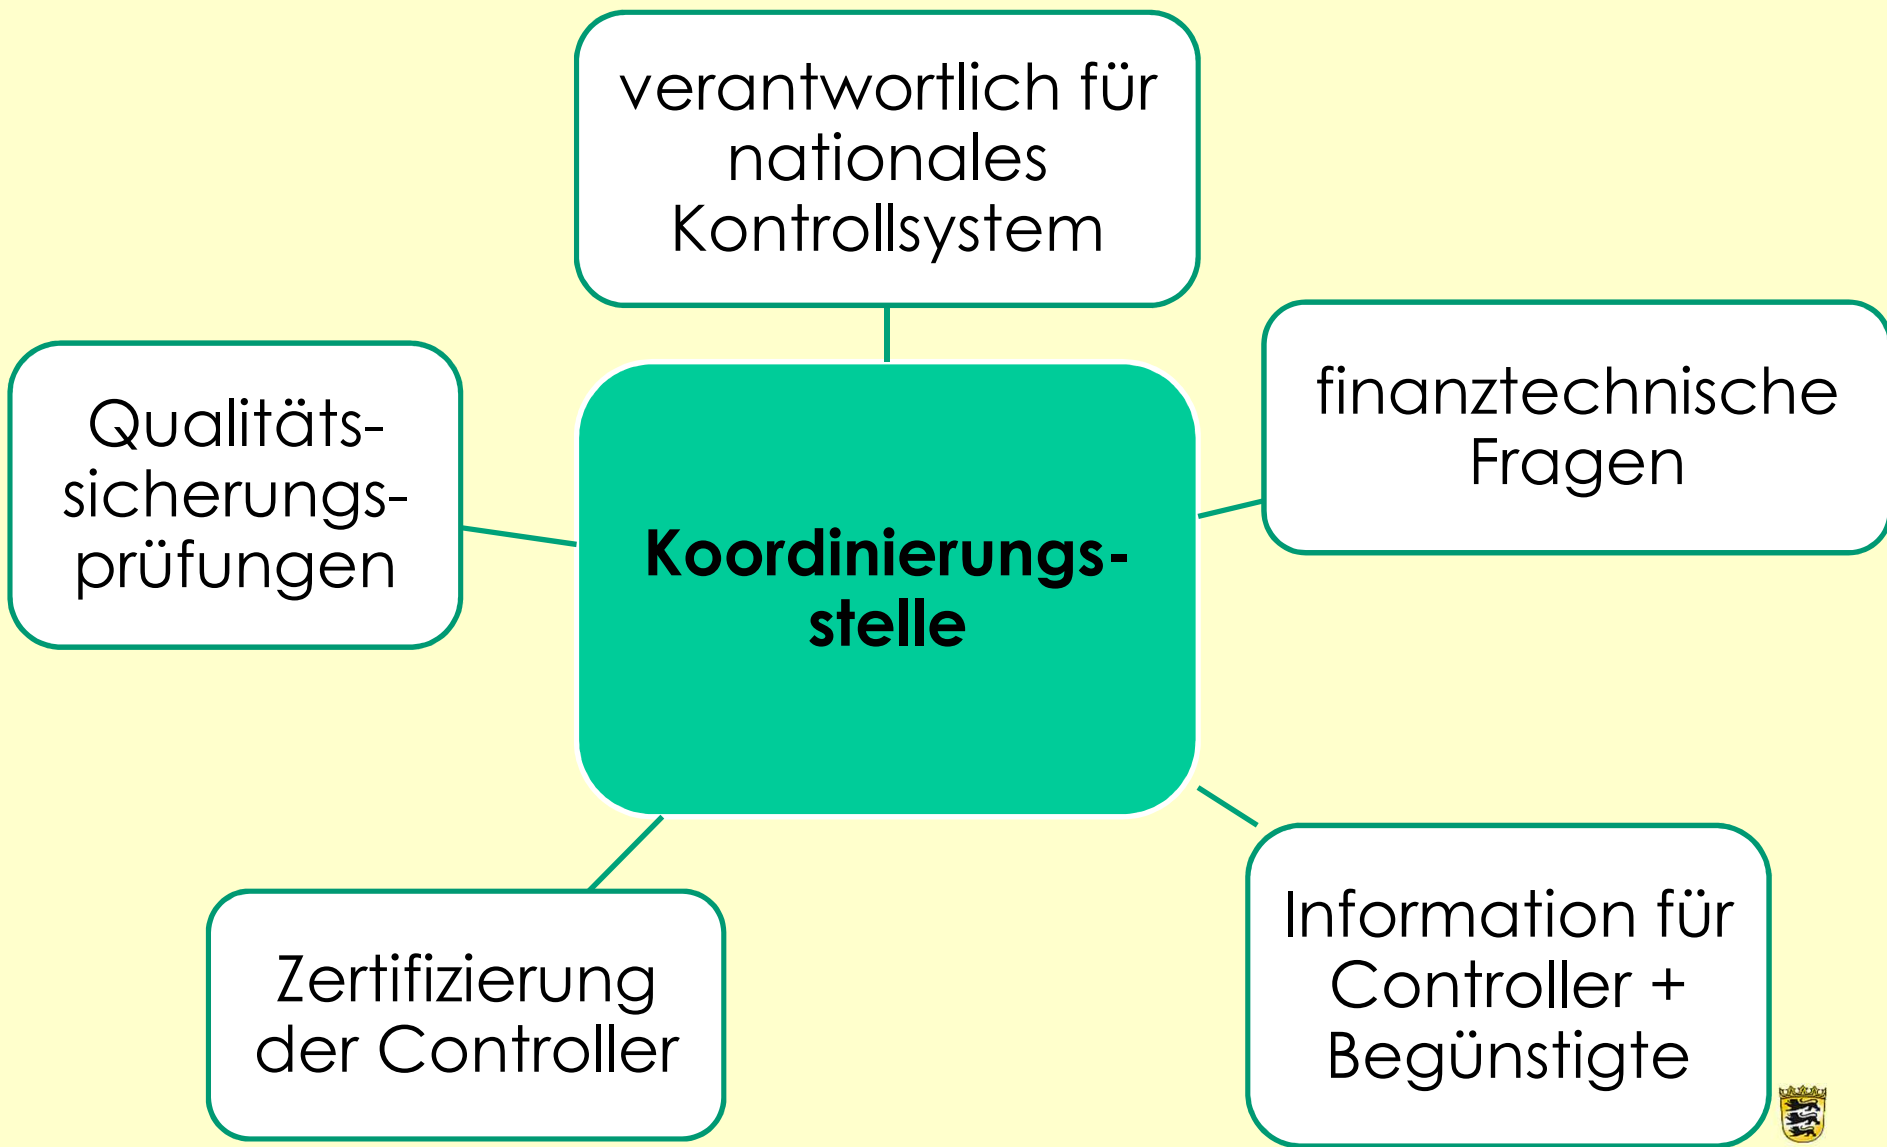 verantwortlich für
nationales
Kontrollsystem
finanztechnische
Fragen
Qualitäts-
sicherungs-
prüfungen
Koordinierungs-
stelle
Information für
Controller +
Begünstigte
Zertifizierung
der Controller